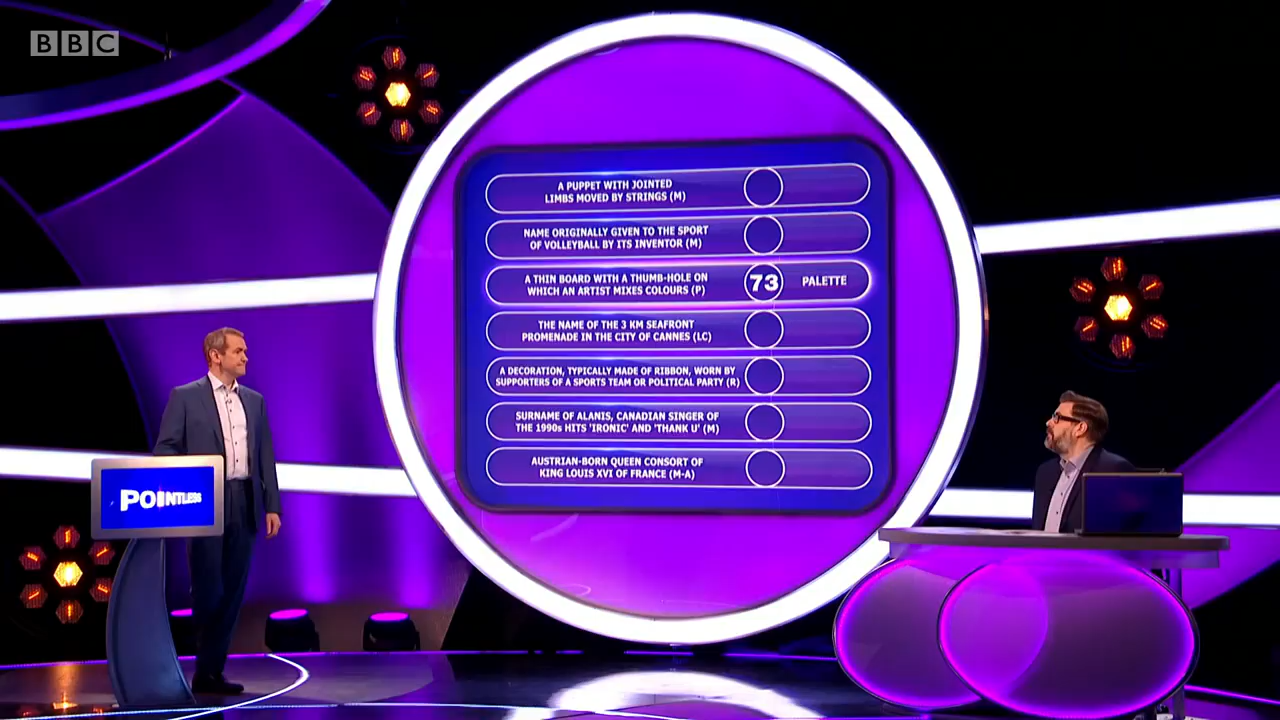 BBC
A PUPPET WITH JOINTED
LIMBS MOVED BY STRINGS (M)
NAME ORIGINALLY GIVEN TO THE SPORT
OF VOLLEYBALL BY ITS INVENTOR (M)
A THIN BOARD WITH A THUMB-HOLE ON
WHICH AN ARTIST MIXES COLOURS (P)
73
PALETTE
THE NAME OF THE 3 KM SEAFRONT
PROMENADE IN THE CITY OF CANNES (LC)
A DECORATION, TYPICALLY MADE OF RIBBON, WORN BY
SUPPORTERS OF A SPORTS TEAM OR POLITICAL PARTY (R)
SURNAME OF ALANIS, CANADIAN SINGER OF
THE 1990s HITS 'IRONIC' AND 'THANK U' (M)
AUSTRIAN-BORN QUEEN CONSORT OF
KING LOUIS XVI OF FRANCE (M-A)
POINTLESS